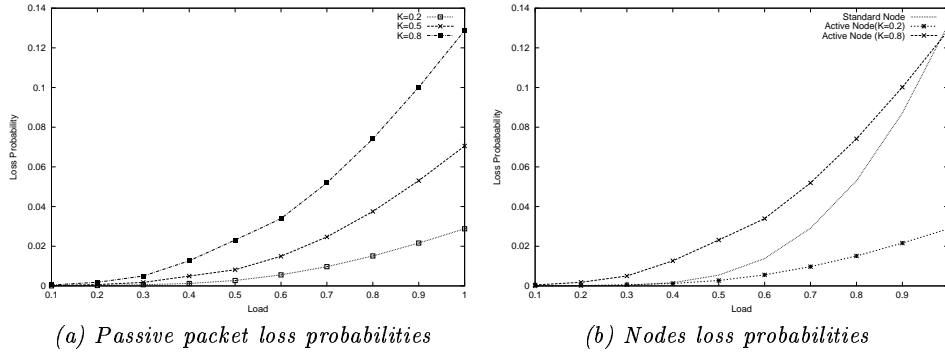 0.14
0.12
0.1
0.08
0.06
0.04
0.02
0
0.1 0.2 0.3 0.4 0.5 0.6 0.7 0.8 0.9 1
Loss Probability
Load
K=0.2
K=0.5
K=0.8
(a) Passive packet loss probabilities
0.14
0.12
0.1
0.08
0.06
0.04
0.02
0
0.1 0.2 0.3 0.4 0.5 0.6 0.7 0.8 0.9
Loss Probabability
Load
Standard Node
Active Node(K=0.2)
Active Node (K=0.8)
(b) Nodes loss probabilities